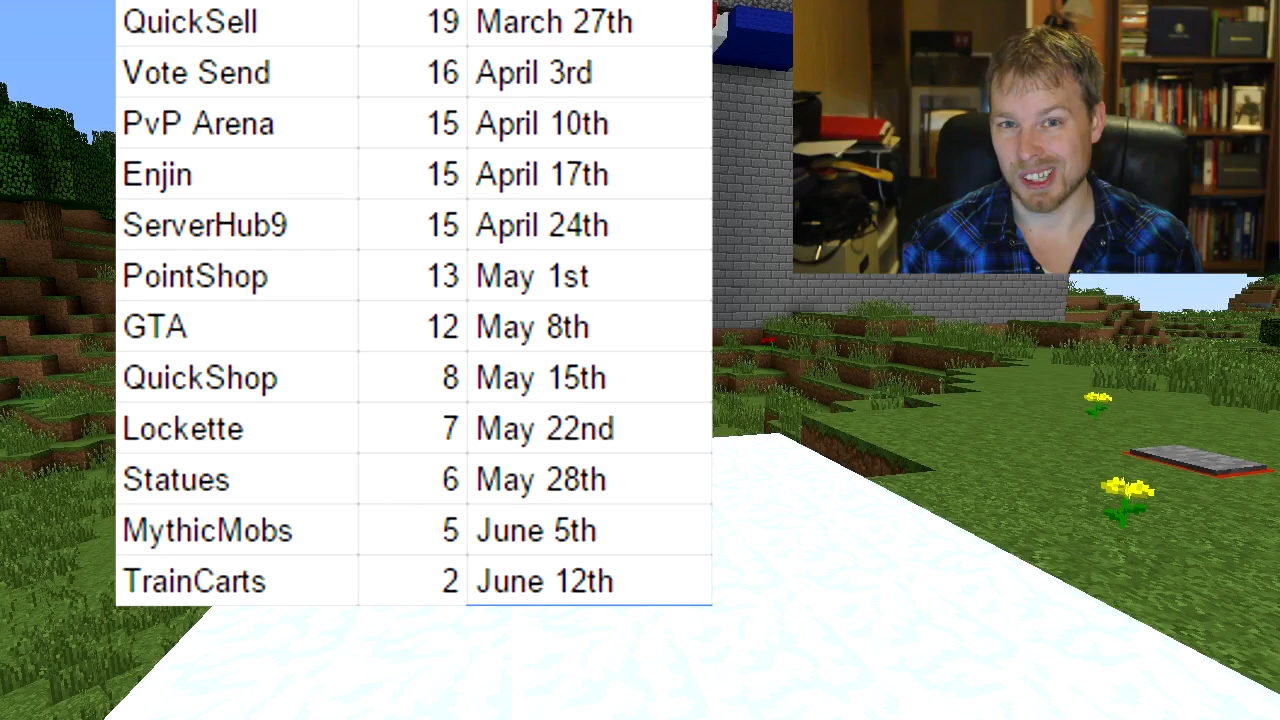 QuickSell 19 March 27th
Vote Send 16 April 3rd
PvP Arena 15 April 10th
Enjin 15 April 17th
ServerHub9 15 April 24th
PointShop 13 May 1st
GTA 12 May 8th
QuickShop 8 May 15th
Lockette 7 May 22nd
Statues 6 May 28th
MythicMobs 5 June 5th
TrainCarts 2 June 12th